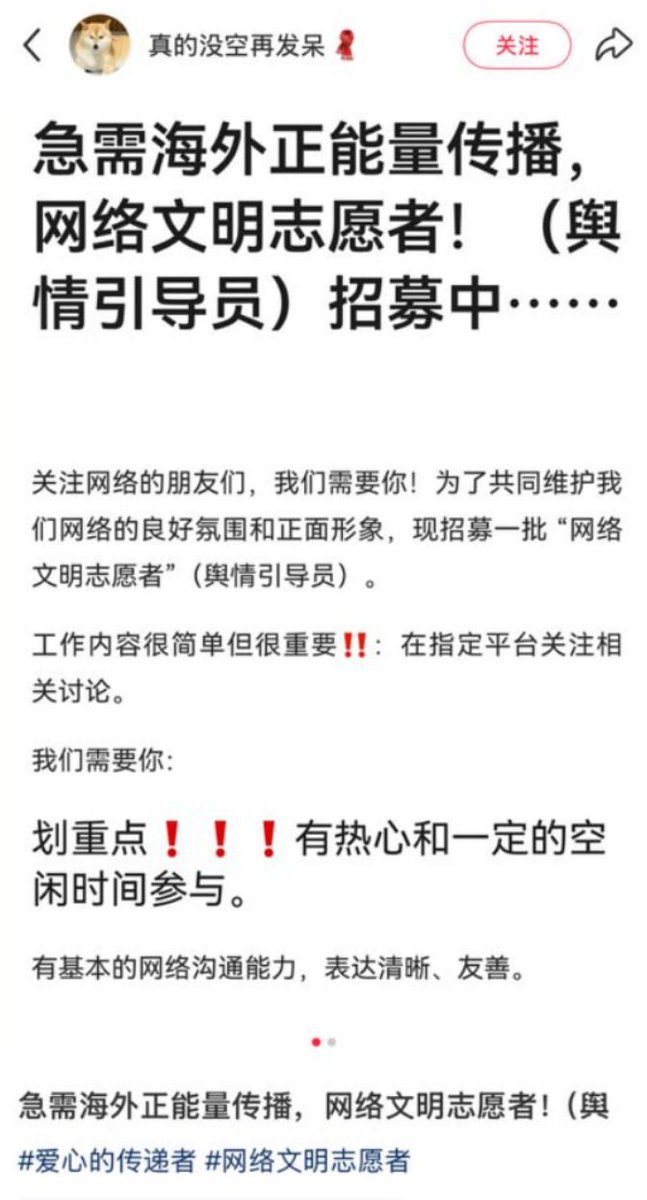 真的没空再发呆
关注
急需海外正能量传播，
网络文明志愿者！（舆
情引导员）招募中……
关注网络的朋友们，我们需要你！为了共同维护我
们网络的良好氛围和正面形象，现招募一批 “网络
文明志愿者”（舆情引导员）。
工作内容很简单但很重要‼️：在指定平台关注相
关讨论。
我们需要你：
划重点❗❗❗有热心和一定的空
闲时间参与。
有基本的网络沟通能力，表达清晰、友善。
急需海外正能量传播，网络文明志愿者！（舆
#爱心的传递者 #网络文明志愿者